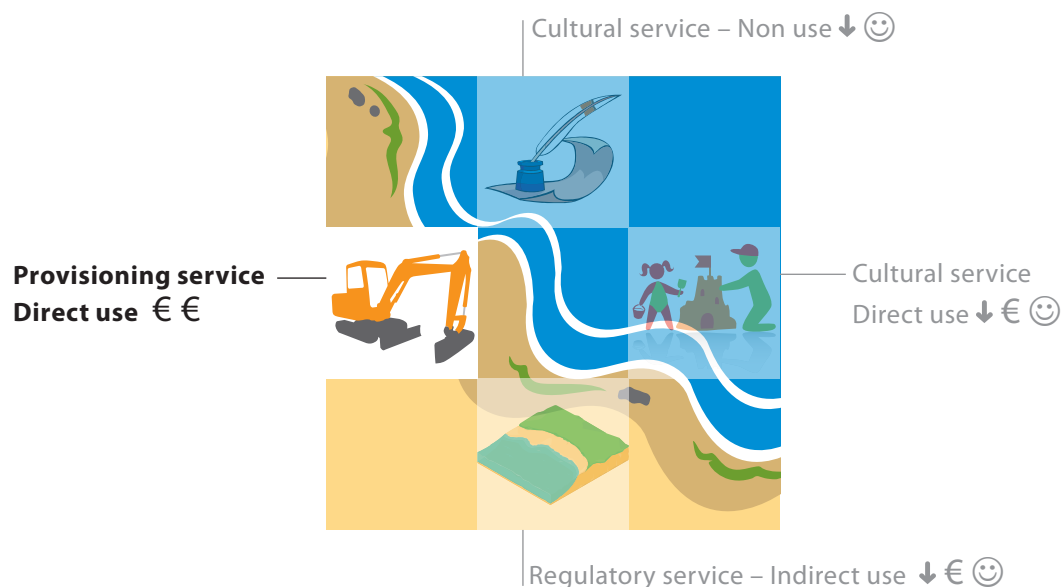 Cultural service – Non use ↓ ☺
Provisioning service
Direct use € €
Cultural service
Direct use ↓ € ☺
Regulatory service – Indirect use ↓ € ☺